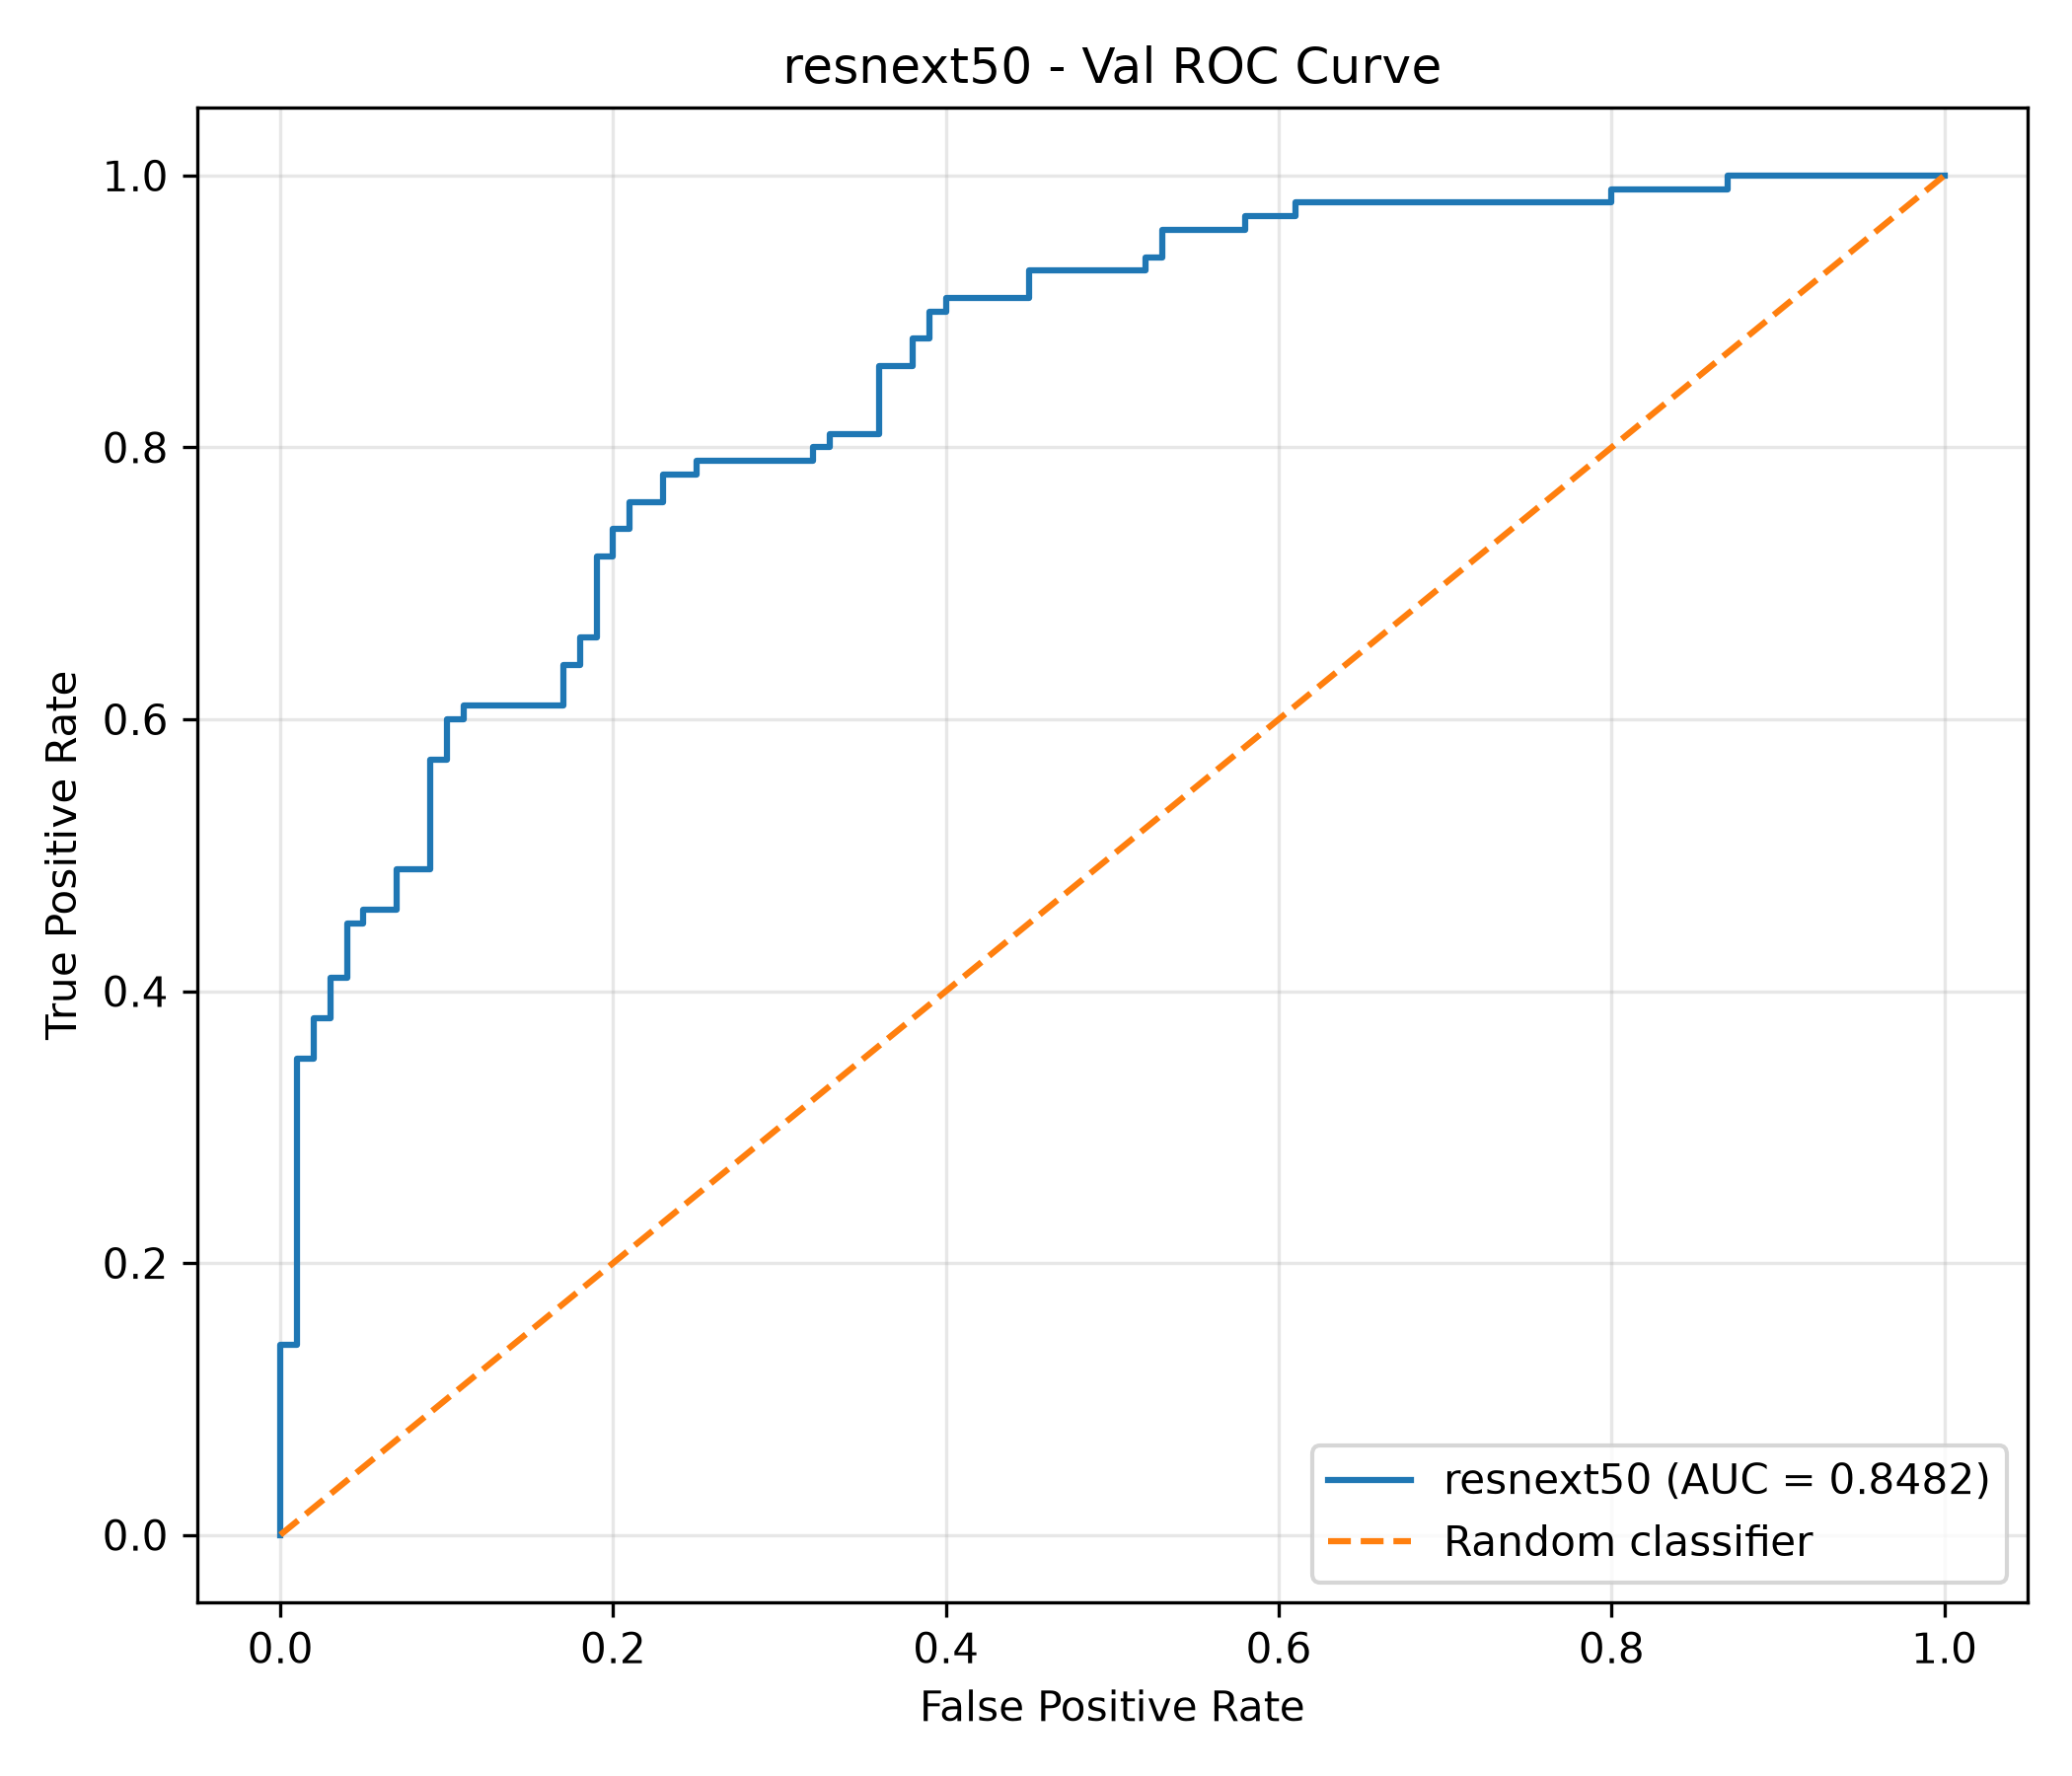 resnext50 - Val ROC Curve
1.0
0.8
0.6
0.4
0.2
0.0
True Positive Rate
0.0 0.2 0.4 0.6 0.8 1.0
False Positive Rate
resnext50 (AUC = 0.8482)
Random classifier